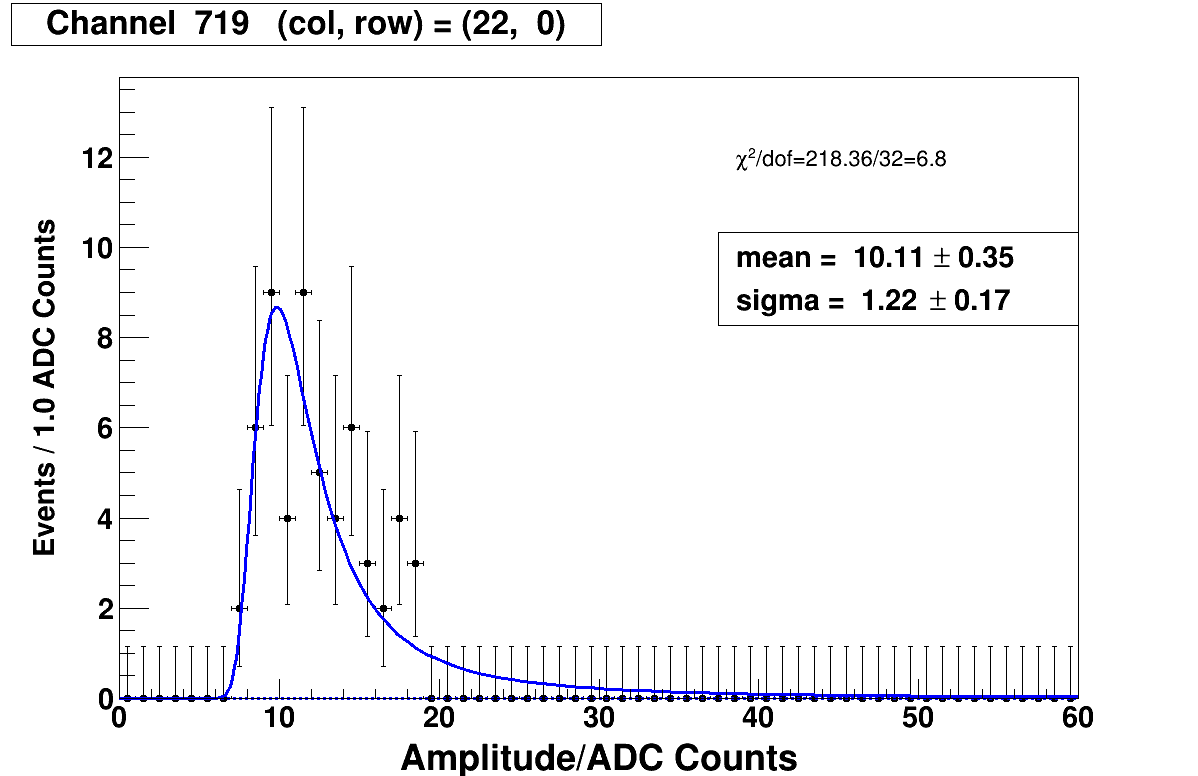 Channel 719 (col, row) = (22, 0)
χ²/dof=218.36/32=6.8
mean = 10.11 ± 0.35
sigma = 1.22 ± 0.17
Events / 1.0 ADC Counts
12
10
8
6
4
2
0
0 10 20 30 40 50 60
Amplitude/ADC Counts